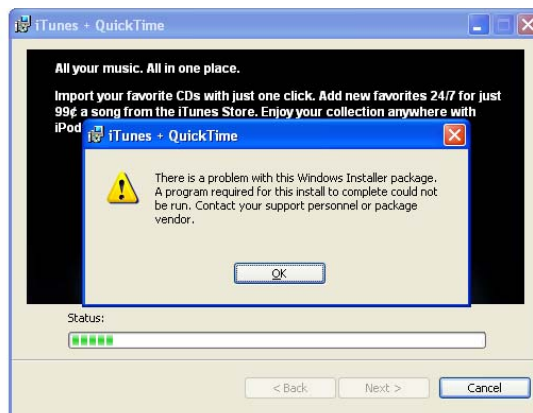 iTunes + QuickTime
All your music. All in one place.
Import your favorite CDs with just one click. Add new favorites 24/7 for just
99¢ a song from the iTunes Store. Enjoy your collection anywhere with
iPod
iTunes + QuickTime
There is a problem with this Windows Installer package.
A program required for this install to complete could not
be run. Contact your support personnel or package
vendor.
OK
Status:
< Back
Next >
Cancel